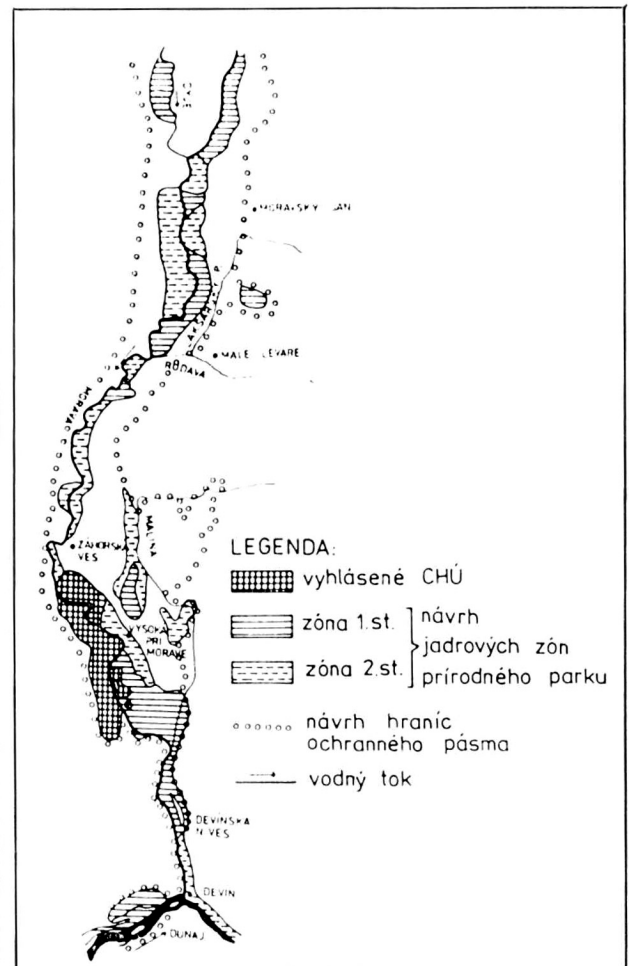 MORAVSKÝ JÁN
MALÉ LEVÁRE
RUDAVA
MORAVA
ZÁHORSKÁ
VES
MALINA
VYSOKÁ
PRI
MORAVE
LEGENDA:
vyhlásené CHÚ
zóna 1.st.
zóna 2.st.
návrh
jadrových zón
prírodného parku
návrh hraníc
ochranného pásma
vodný tok
DEVÍNSKA
N.VES
DEVÍN
DUNAJ